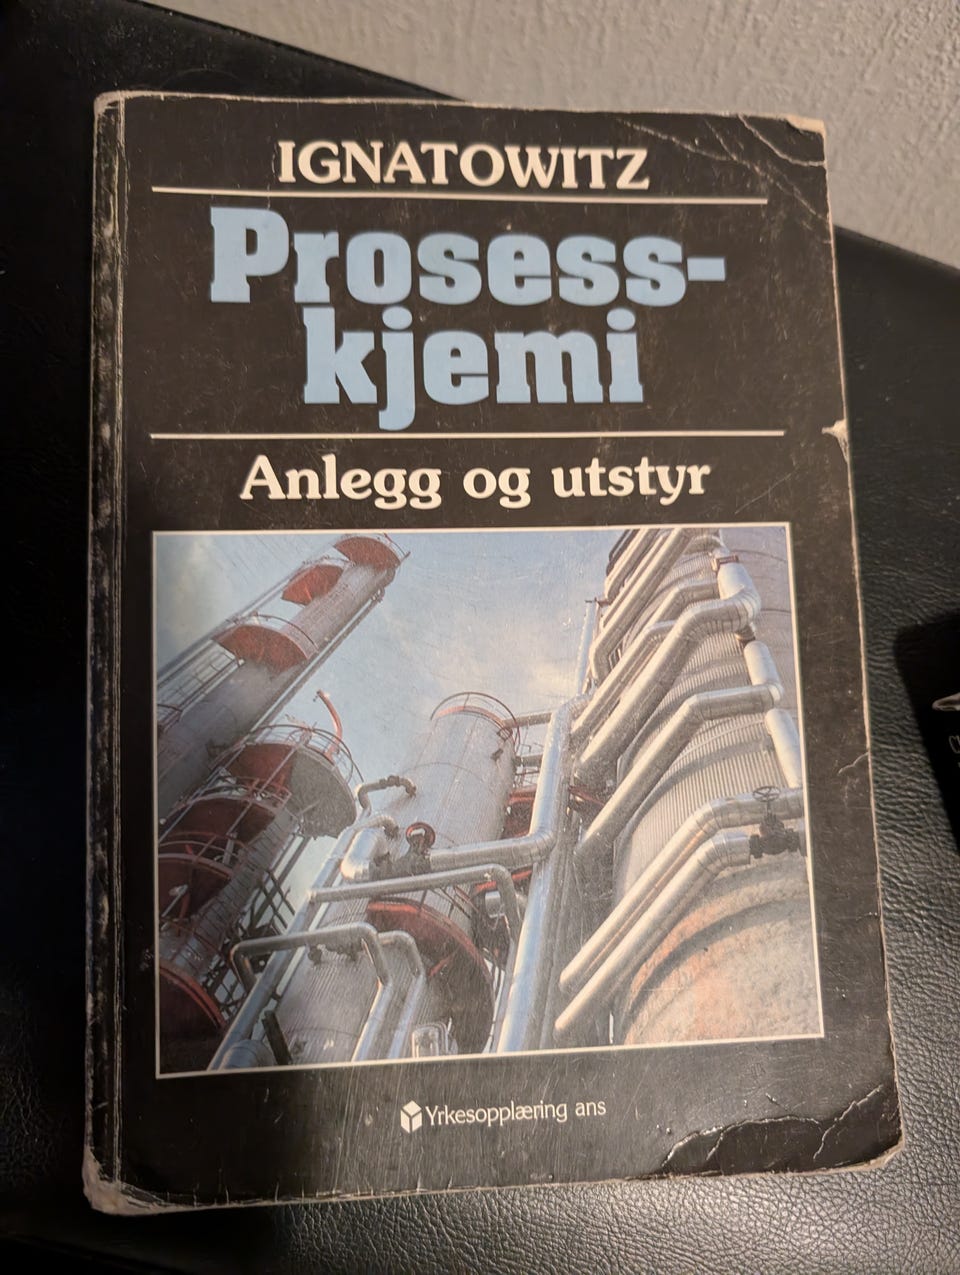 IGNATOWITZ
Prosess-
kjemi
Anlegg og utstyr
Yrkesopplæring ans